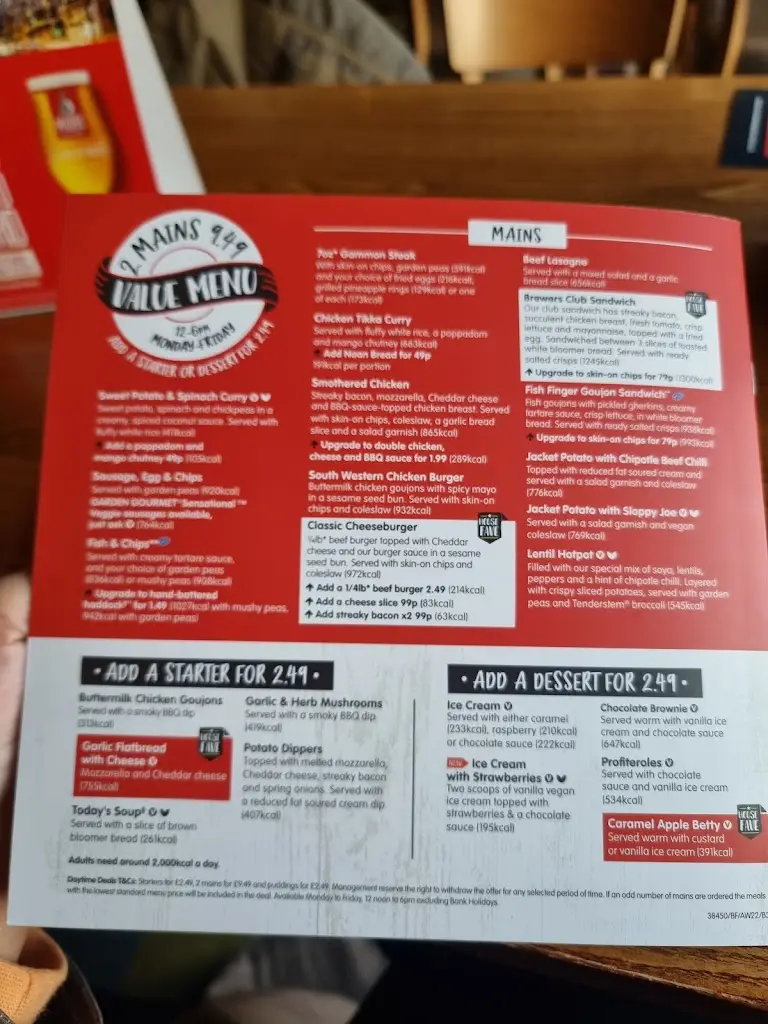 2 MAINS 9.49
VALUE MENU
12-6pm
MONDAY-FRIDAY
ADD A STARTER OR DESSERT FOR 2.49
Sweet Potato & Spinach Curry
Sweet potato, spinach and chickpeas in a
creamy, spiced coconut sauce. Served with
fluffy white rice
Add a poppadom and
mango chutney 49p (105kcal)
Sausage, Egg & Chips
Served with garden peas (920kcal)
GARDEN GOURMET® Sensational™
Veggie sausages available,
just ask (764kcal)
Fish & Chips
Served with creamy tartare sauce,
and your choice of garden peas
(936kcal) or mushy peas (908kcal)
Upgrade to hand-battered
haddock for 1.49 (1027kcal with mushy peas,
942kcal with garden peas)
MAINS
7oz* Gammon Steak
With skin-on chips, garden peas (591kcal)
and your choice of fried eggs (216kcal),
grilled pineapple rings (129kcal) or one
of each (173kcal)
Chicken Tikka Curry
Served with fluffy white rice, a poppadom
and mango chutney (663kcal)
Add Naan Bread for 49p
191kcal per portion
Smothered Chicken
Streaky bacon, mozzarella, Cheddar cheese
and BBQ-sauce-topped chicken breast. Served
with skin-on chips, coleslaw, a garlic bread
slice and a salad garnish (865kcal)
↑ Upgrade to double chicken,
cheese and BBQ sauce for 1.99 (289kcal)
South Western Chicken Burger
Buttermilk chicken goujons with spicy mayo
in a sesame seed bun. Served with skin-on
chips and coleslaw (932kcal)
Classic Cheeseburger
HOUSE FAVE
¼lb* beef burger topped with Cheddar
cheese and our burger sauce in a sesame
seed bun. Served with skin-on chips and
coleslaw (972kcal)
↑ Add a 1/4lb* beef burger 2.49 (214kcal)
↑ Add a cheese slice 99p (83kcal)
↑ Add streaky bacon x2 99p (63kcal)
Beef Lasagne
Served with a mixed salad and a garlic
bread slice (656kcal)
Brewers Club Sandwich
HOUSE FAVE
Our club sandwich has streaky bacon,
succulent chicken breast, fresh tomato, crisp
lettuce and mayonnaise, topped with a fried
egg. Sandwiched between 3 slices of toasted
white bloomer bread. Served with ready
salted crisps (1245kcal)
↑ Upgrade to skin-on chips for 79p (1300kcal)
Fish Finger Goujon Sandwich
Fish goujons with pickled gherkins, creamy
tartare sauce, crisp lettuce, in white bloomer
bread. Served with ready salted crisps (938kcal)
↑ Upgrade to skin-on chips for 79p (993kcal)
Jacket Potato with Chipotle Beef Chilli
Topped with reduced fat soured cream and
served with a salad garnish and coleslaw
(776kcal)
Jacket Potato with Sloppy Joe
Served with a salad garnish and vegan
coleslaw (769kcal)
Lentil Hotpot
Filled with our special mix of soya, lentils,
peppers and a hint of chipotle chilli. Layered
with crispy sliced potatoes, served with garden
peas and Tenderstem® broccoli (545kcal)
• ADD A STARTER FOR 2.49 •
Buttermilk Chicken Goujons
Served with a smoky BBQ dip
(313kcal)
Garlic Flatbread
with Cheese
HOUSE FAVE
Mozzarella and Cheddar cheese
(755kcal)
Today's Soup
Served with a slice of brown
bloomer bread (261kcal)
Garlic & Herb Mushrooms
Served with a smoky BBQ dip
(419kcal)
Potato Dippers
Topped with melted mozzarella,
Cheddar cheese, streaky bacon
and spring onions. Served with
a reduced fat soured cream dip
(407kcal)
• ADD A DESSERT FOR 2.49 •
Ice Cream
Served with either caramel
(233kcal), raspberry (210kcal)
or chocolate sauce (222kcal)
NEW Ice Cream
with Strawberries
Two scoops of vanilla vegan
ice cream topped with
strawberries & a chocolate
sauce (195kcal)
Chocolate Brownie
Served warm with vanilla ice
cream and chocolate sauce
(647kcal)
Profiteroles
Served with chocolate
sauce and vanilla ice cream
(534kcal)
Caramel Apple Betty
HOUSE FAVE
Served warm with custard
or vanilla ice cream (391kcal)
Adults need around 2,000kcal a day.
Daytime Deals T&Cs: Starters for £2.49, 2 mains for £9.49 and puddings for £2.49. Management reserve the right to withdraw the offer for any selected period of time. If an odd number of mains are ordered the meals
with the lowest standard menu price will be included in the deal. Available Monday to Friday, 12 noon to 6pm excluding Bank Holidays.
36450/BF/AW22/B3